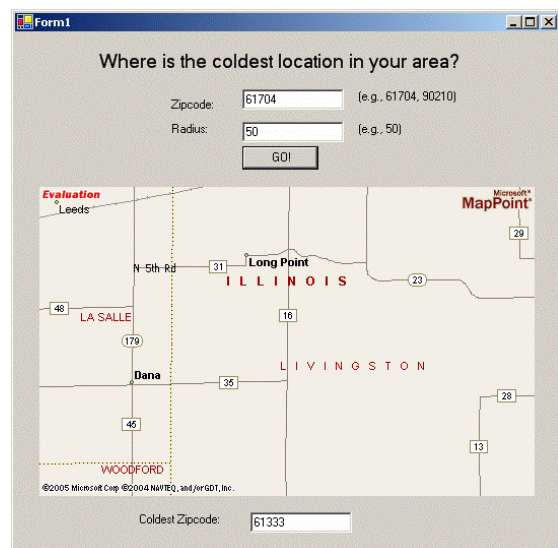 Form1
Where is the coldest location in your area?
Zipcode: 61704 (e.g., 61704, 90210)
Radius: 50 (e.g., 50)
GO!
Evaluation
Microsoft®
MapPoint®
Leeds
29
Long Point
N 5th Rd 31
ILLINOIS
23
48
LA SALLE
16
179
LIVINGSTON
Dana
35
28
45
13
WOODFORD
©2005 Microsoft Corp ©2004 NAVTEQ, and/or GDT, Inc.
Coldest Zipcode: 61333